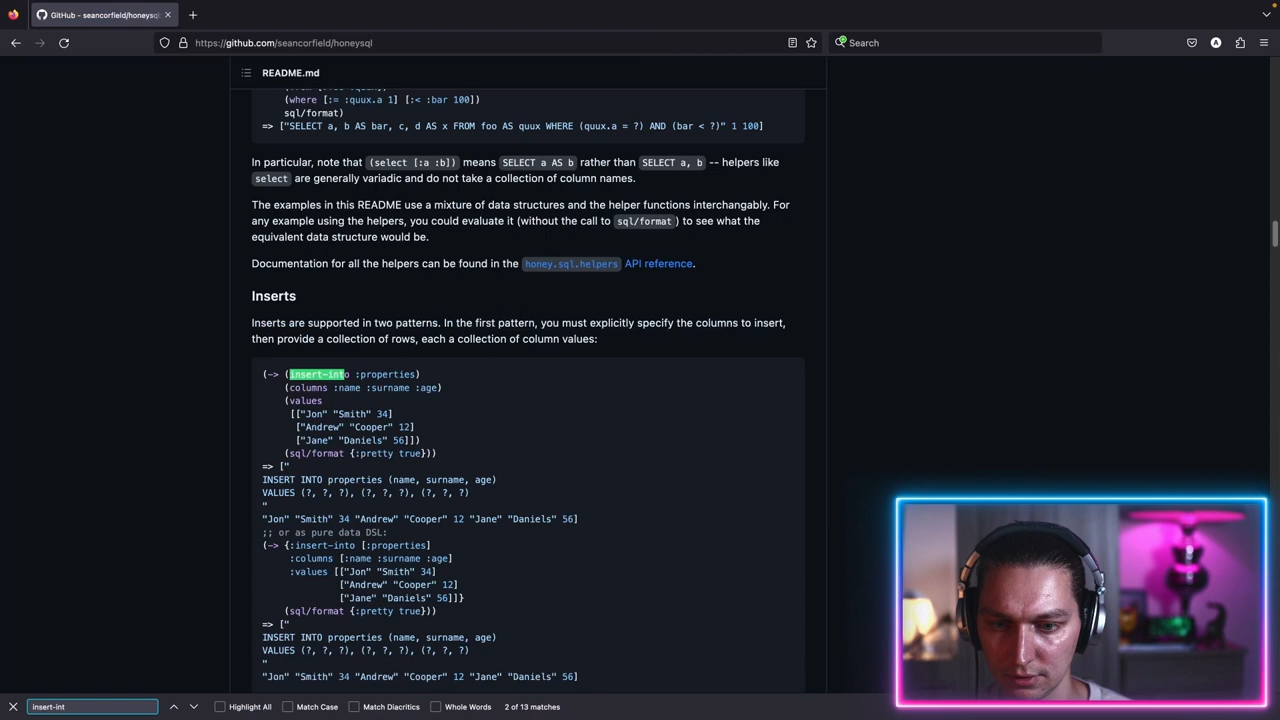 GitHub - seancorfield/honeysql
https://github.com/seancorfield/honeysql
Search
README.md
(where [:= :quux.a 1] [:< :bar 100])
sql/format)
=> ["SELECT a, b AS bar, c, d AS x FROM foo AS quux WHERE (quux.a = ?) AND (bar < ?)" 1 100]
In particular, note that (select [:a :b]) means SELECT a AS b rather than SELECT a, b -- helpers like
select are generally variadic and do not take a collection of column names.
The examples in this README use a mixture of data structures and the helper functions interchangably. For
any example using the helpers, you could evaluate it (without the call to sql/format) to see what the
equivalent data structure would be.
Documentation for all the helpers can be found in the honey.sql.helpers API reference.
Inserts
Inserts are supported in two patterns. In the first pattern, you must explicitly specify the columns to insert,
then provide a collection of rows, each a collection of column values:
(-> (insert-into :properties)
(columns :name :surname :age)
(values
[["Jon" "Smith" 34]
["Andrew" "Cooper" 12]
["Jane" "Daniels" 56]])
(sql/format {:pretty true}))
=> ["
INSERT INTO properties (name, surname, age)
VALUES (?, ?, ?), (?, ?, ?), (?, ?, ?)
"
"Jon" "Smith" 34 "Andrew" "Cooper" 12 "Jane" "Daniels" 56]
;; or as pure data DSL:
(-> {:insert-into [:properties]
:columns [:name :surname :age]
:values [["Jon" "Smith" 34]
["Andrew" "Cooper" 12]
["Jane" "Daniels" 56]]}
(sql/format {:pretty true}))
=> ["
INSERT INTO properties (name, surname, age)
VALUES (?, ?, ?), (?, ?, ?), (?, ?, ?)
"
"Jon" "Smith" 34 "Andrew" "Cooper" 12 "Jane" "Daniels" 56]
insert-int
Highlight All
Match Case
Match Diacritics
Whole Words
2 of 13 matches